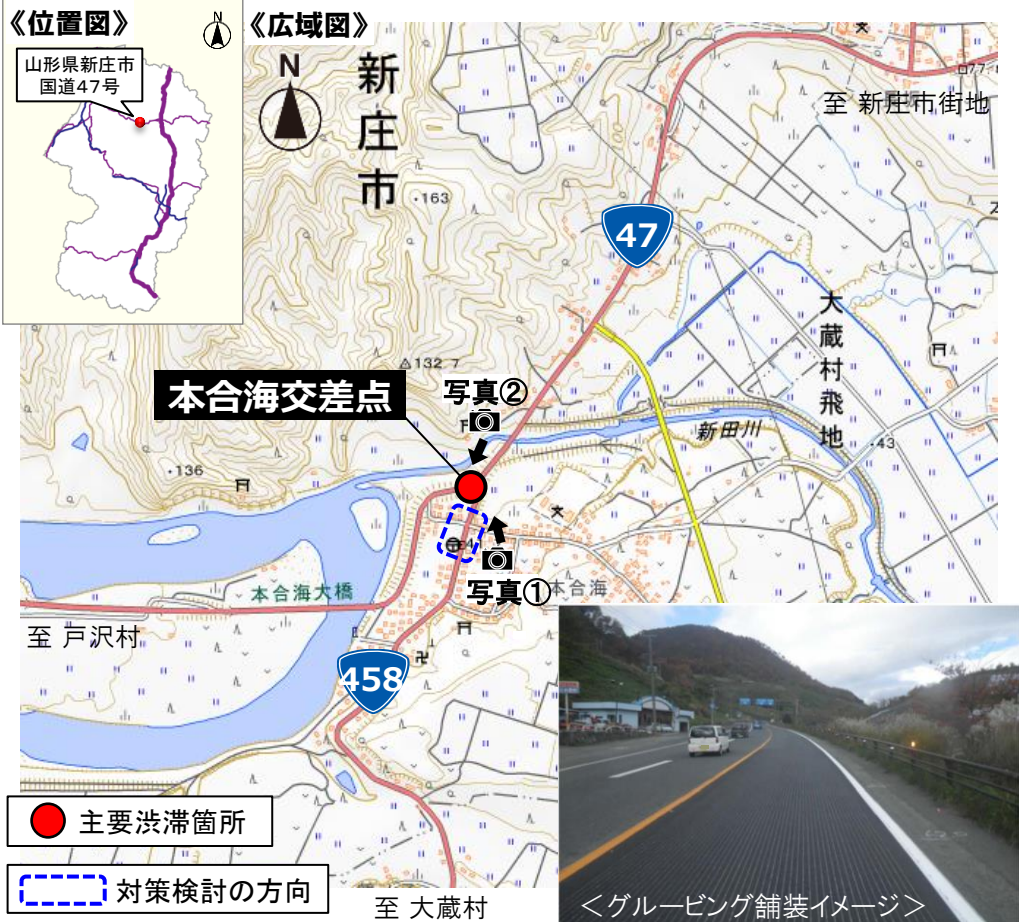 《位置図》
山形県新庄市
国道47号
《広域図》
N
新庄市
至 新庄市街地
・163
47
大蔵村飛地
132 7
本合海交差点
写真②
新田川
43
・136
本合海大橋
写真①
本合海
至 戸沢村
458
主要渋滞箇所
対策検討の方向
至 大蔵村
<グルービング舗装イメージ>